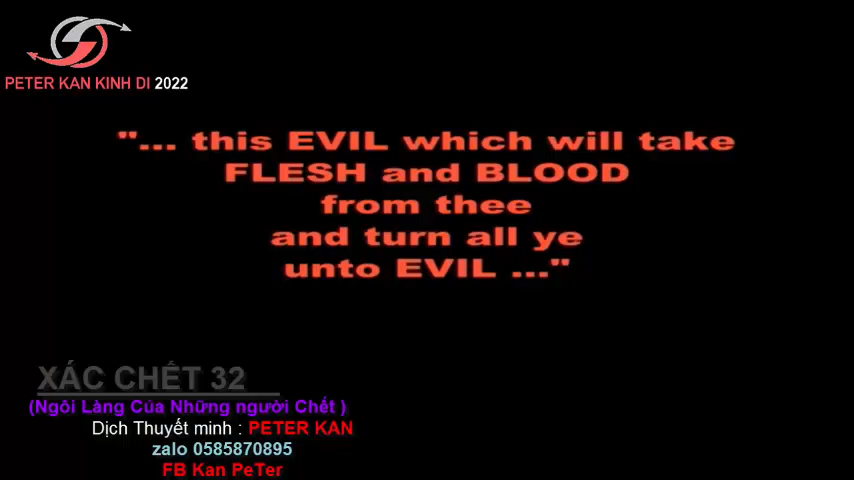 PETER KAN KINH DI 2022
"... this EVIL which will take
FLESH and BLOOD
from thee
and turn all ye
unto EVIL ..."
XÁC CHẾT 32
(Ngôi Làng Của Những người Chết )
Dịch Thuyết minh : PETER KAN
zalo 0585870895
FB Kan PeTer